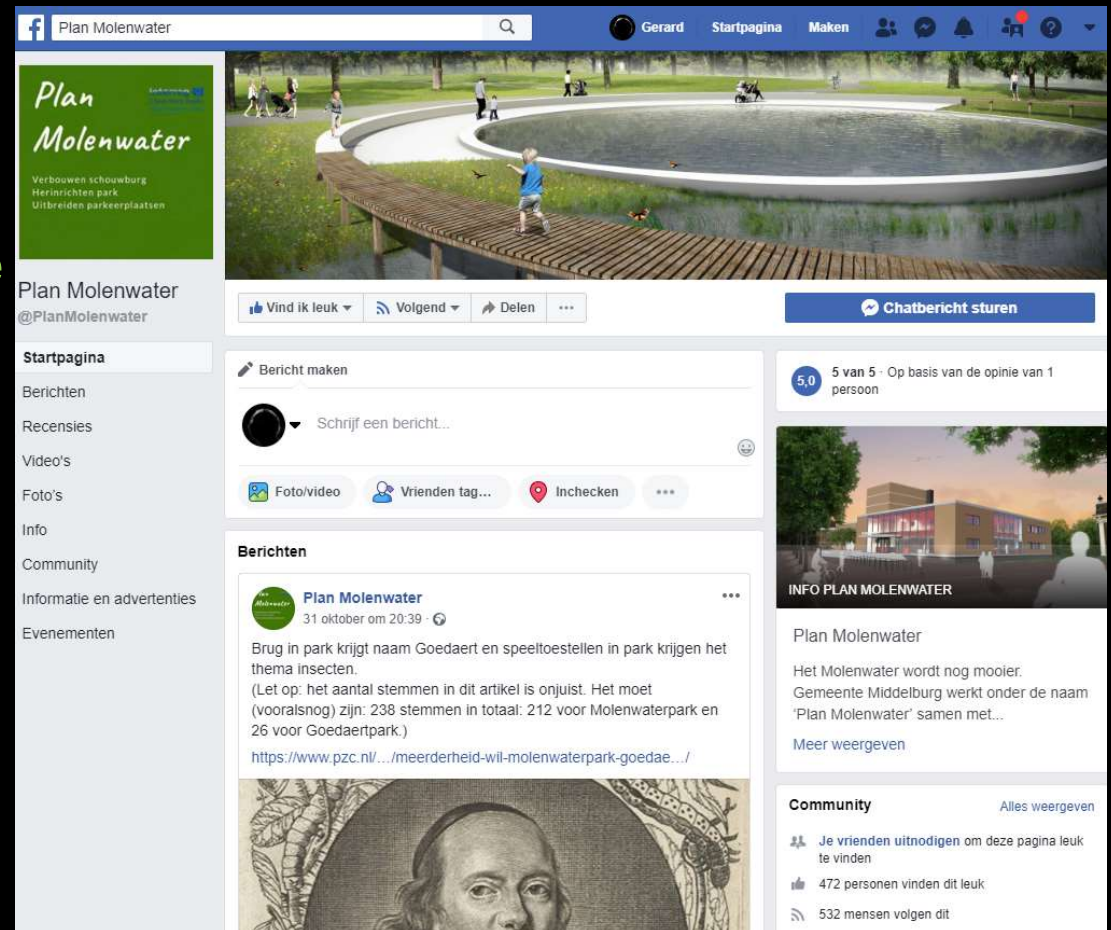 Plan Molenwater
Gerard
Startpagina
Maken
Plan
Molenwater
Verbouwen schouwburg
Herinrichten park
Uitbreiden parkeerplaatsen
Plan Molenwater
@PlanMolenwater
Startpagina
Berichten
Recensies
Video's
Foto's
Info
Community
Informatie en advertenties
Evenementen
Vind ik leuk
Volgend
Delen
Chatbericht sturen
Bericht maken
Schrijf een bericht...
Foto/video
Vrienden tag...
Inchecken
Berichten
Plan Molenwater
31 oktober om 20:39
Brug in park krijgt naam Goedaert en speeltoestellen in park krijgen het
thema insecten.
(Let op: het aantal stemmen in dit artikel is onjuist. Het moet
(vooralsnog) zijn: 238 stemmen in totaal: 212 voor Molenwaterpark en
26 voor Goedaertpark.)
https://www.pzc.nl/.../meerderheid-wil-molenwaterpark-goedae.../
5,0
5 van 5 · Op basis van de opinie van 1
persoon
INFO PLAN MOLENWATER
Plan Molenwater
Het Molenwater wordt nog mooier.
Gemeente Middelburg werkt onder de naam
'Plan Molenwater' samen met...
Meer weergeven
Community
Alles weergeven
Je vrienden uitnodigen om deze pagina leuk
te vinden
472 personen vinden dit leuk
532 mensen volgen dit